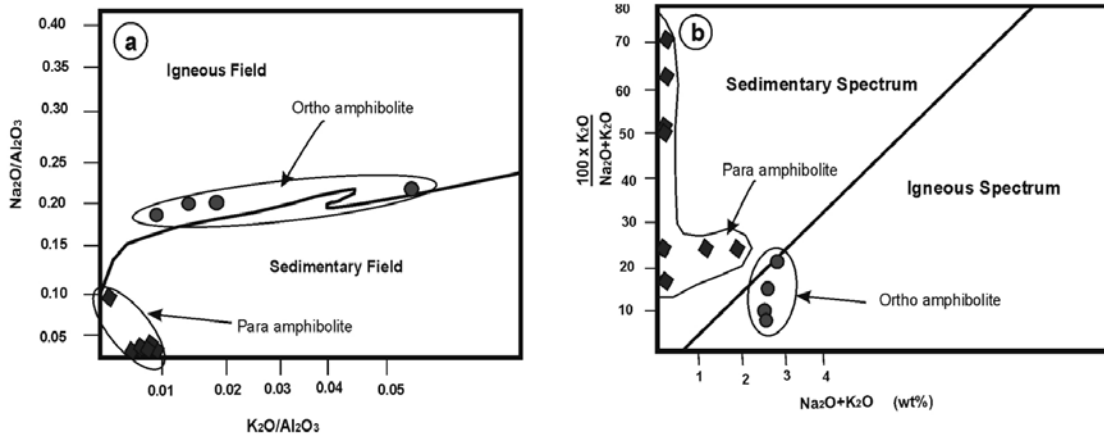 a
0.40
0.35
0.30
0.25
0.20
0.15
0.10
0.05
Na2O/Al2O3
Igneous Field
Ortho amphibolite
Sedimentary Field
Para amphibolite
0.01 0.02 0.03 0.04 0.05
K2O/Al2O3
b
80
70
60
50
40
30
20
10
100 x K2O
Na2O+K2O
Sedimentary Spectrum
Para amphibolite
Igneous Spectrum
Ortho amphibolite
1 2 3 4
Na2O+K2O (wt%)